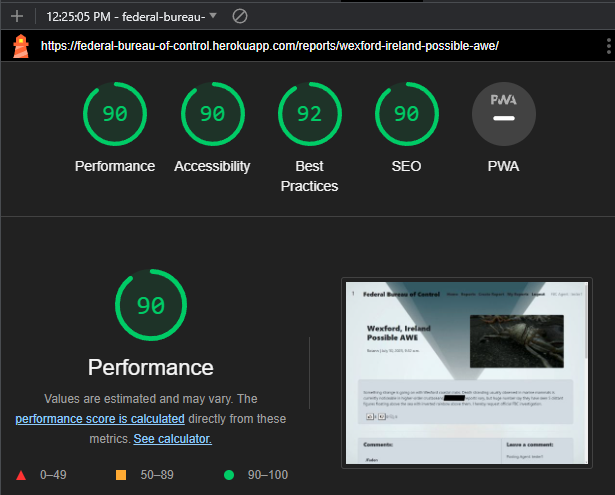 12:25:05 PM - federal-bureau-
https://federal-bureau-of-control.herokuapp.com/reports/wexford-ireland-possible-awe/
90 90 92 90 PWA
Performance Accessibility Best Practices SEO PWA
90
Performance
Values are estimated and may vary. The
performance score is calculated directly from these
metrics. See calculator.
0–49 50–89 90–100
Federal Bureau of Control
Wexford, Ireland
Possible AWE
Comments:
Leave a comment: